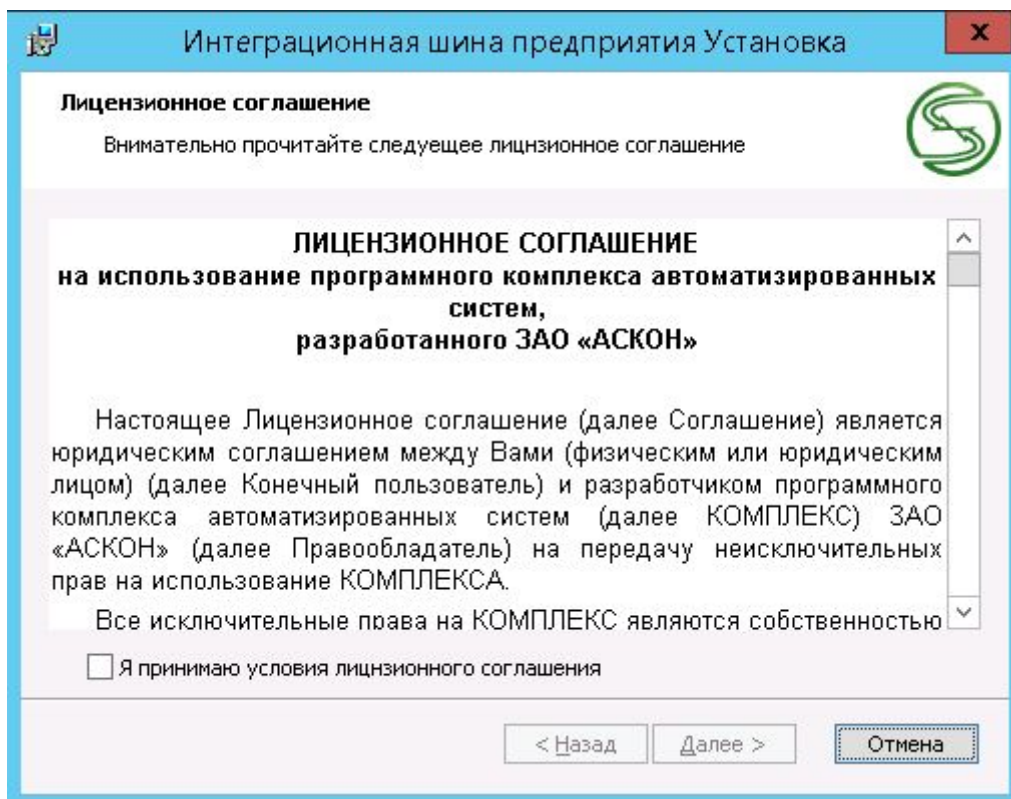 Интеграционная шина предприятия Установка
x
Лицензионное соглашение
Внимательно прочитайте следуещее лицнзионное соглашение
ЛИЦЕНЗИОННОЕ СОГЛАШЕНИЕ
на использование программного комплекса автоматизированных
систем,
разработанного ЗАО «АСКОН»
Настоящее Лицензионное соглашение (далее Соглашение) является
юридическим соглашением между Вами (физическим или юридическим
лицом) (далее Конечный пользователь) и разработчиком программного
комплекса автоматизированных систем (далее КОМПЛЕКС) ЗАО
«АСКОН» (далее Правообладатель) на передачу неисключительных
прав на использование КОМПЛЕКСА.
Все исключительные права на КОМПЛЕКС являются собственностью
Я принимаю условия лицнзионного соглашения
< Назад
Далее >
Отмена